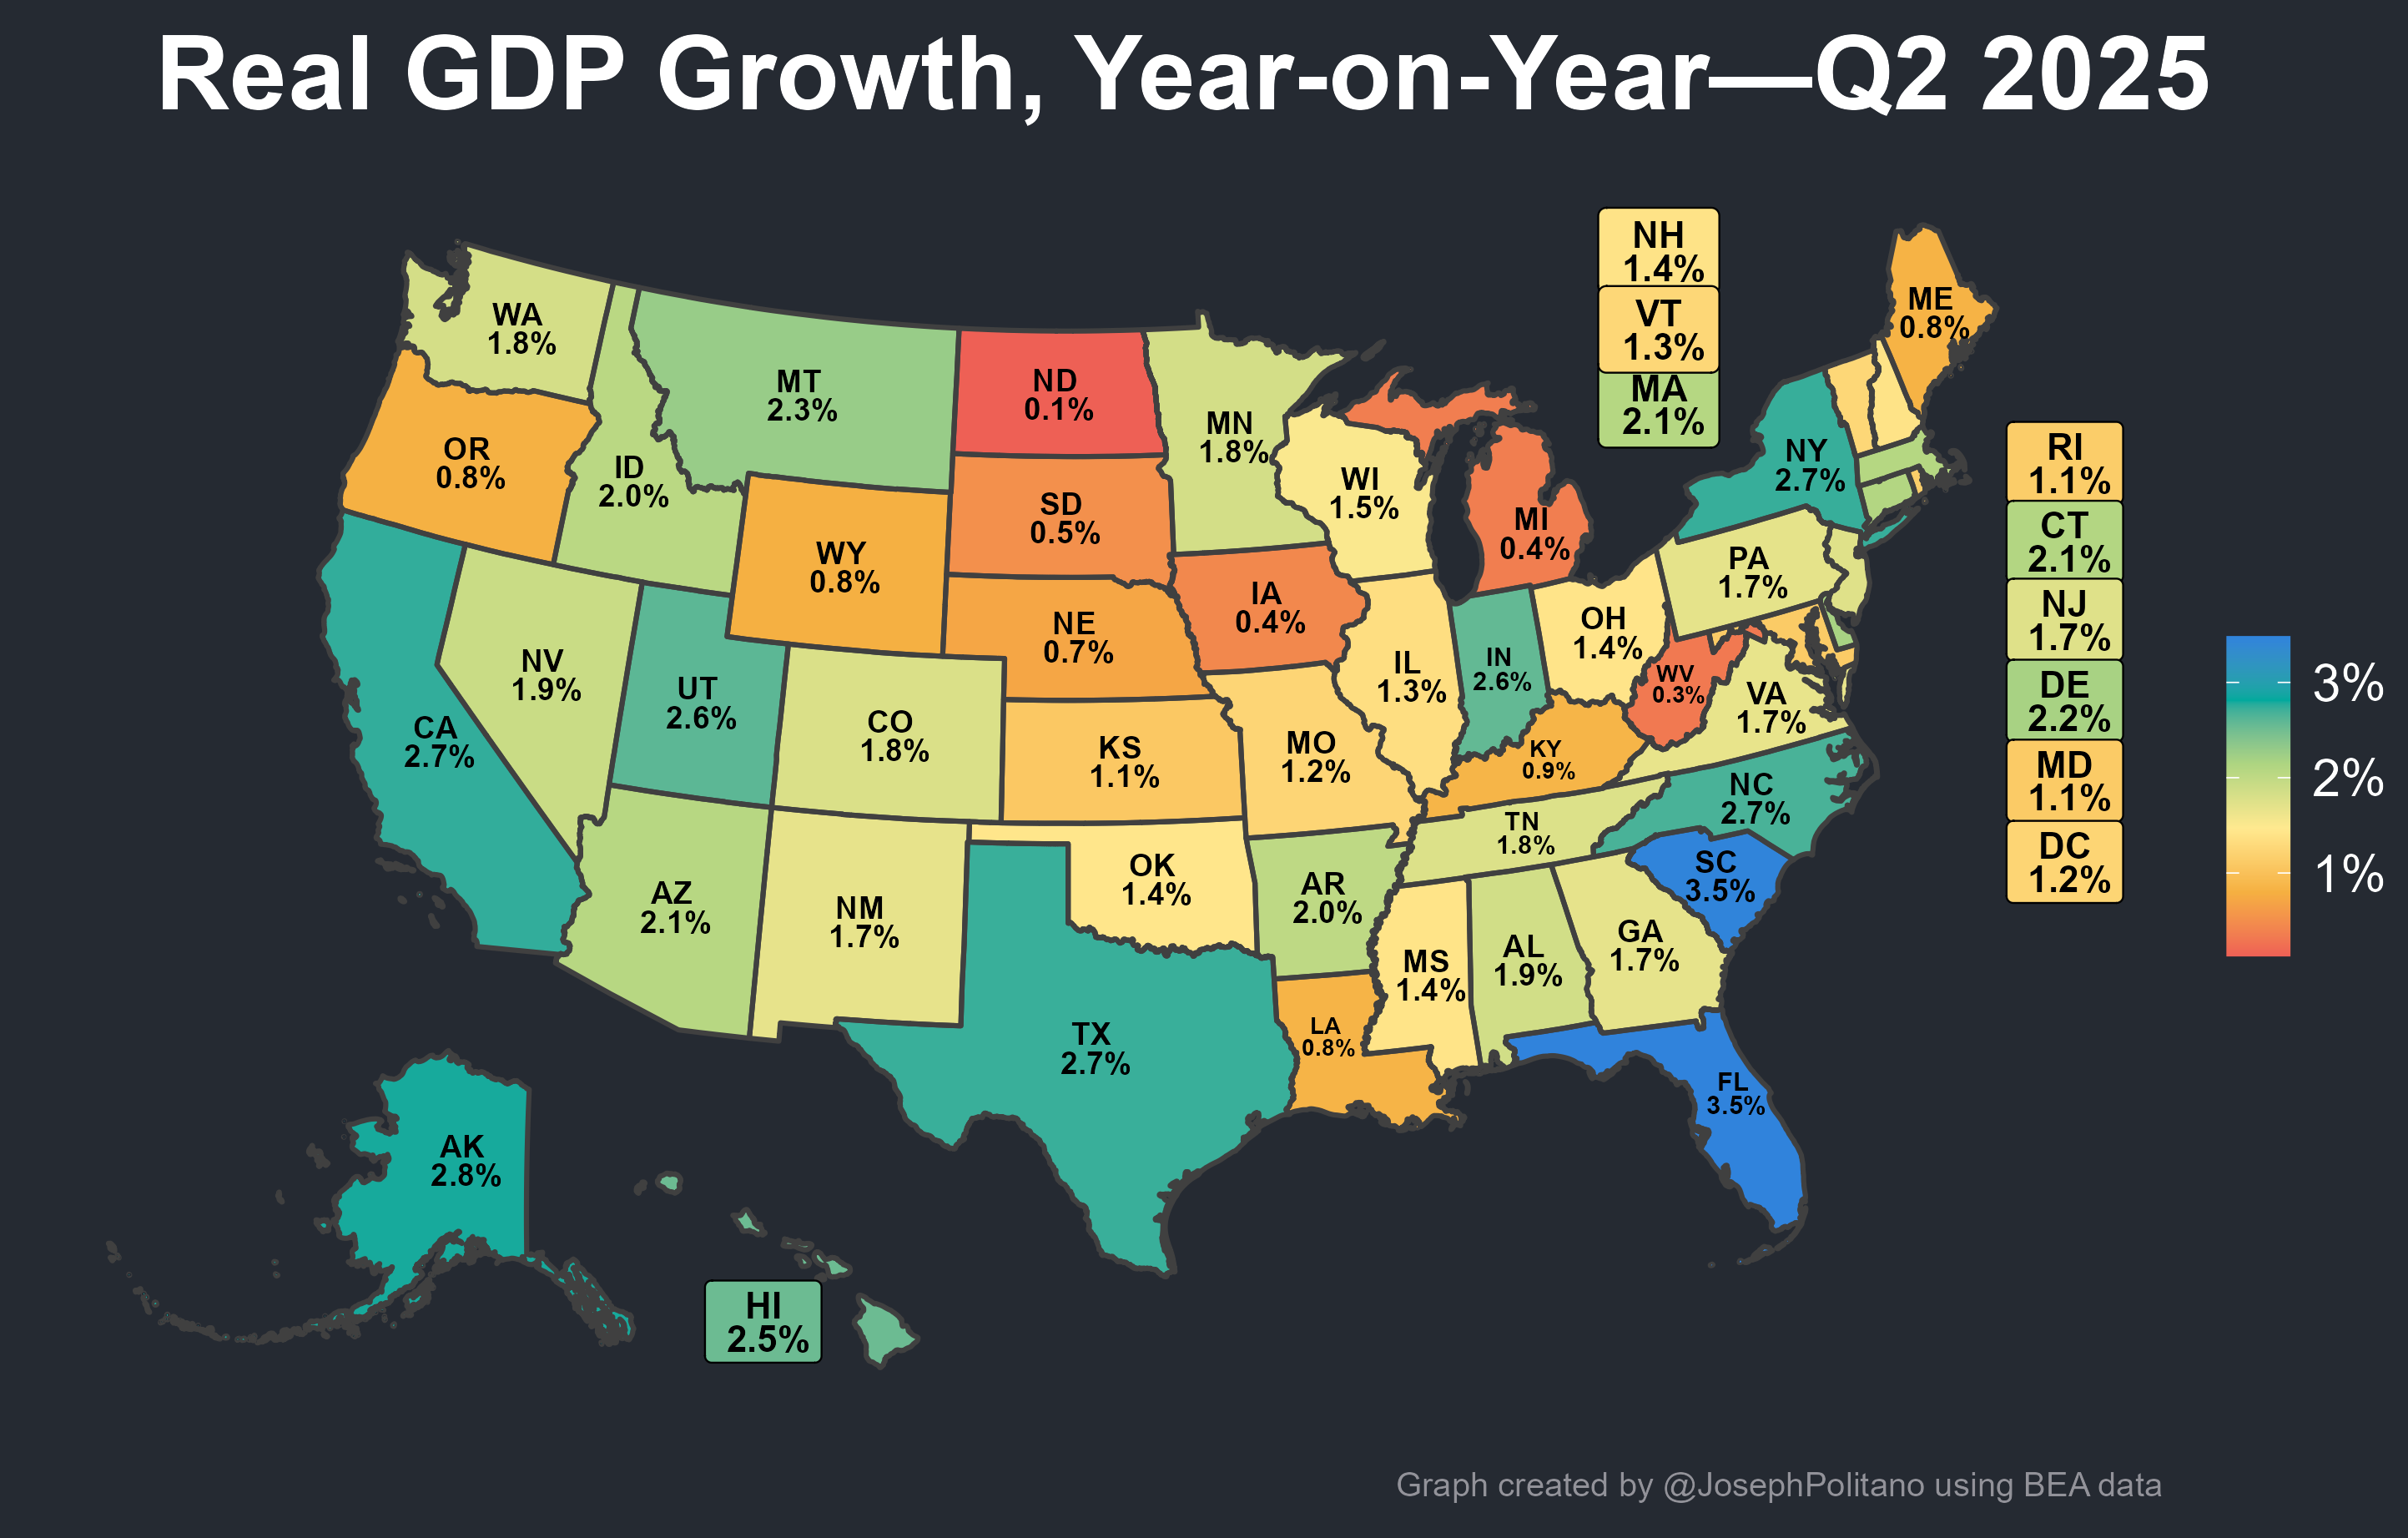 Real GDP Growth, Year-on-Year—Q2 2025
NH
1.4%
VT
1.3%
MA
2.1%
ME
0.8%
WA
1.8%
MT
2.3%
ND
0.1%
MN
1.8%
OR
0.8%
ID
2.0%
WI
1.5%
NY
2.7%
RI
1.1%
SD
0.5%
MI
0.4%
CT
2.1%
WY
0.8%
PA
1.7%
NJ
1.7%
IA
0.4%
NE
0.7%
OH
1.4%
NV
1.9%
UT
2.6%
IL
1.3%
IN
2.6%
WV
0.3%
VA
1.7%
DE
2.2%
3%
CA
2.7%
CO
1.8%
KS
1.1%
MO
1.2%
KY
0.9%
NC
2.7%
MD
1.1%
2%
TN
1.8%
DC
1.2%
1%
OK
1.4%
AR
2.0%
SC
3.5%
AZ
2.1%
NM
1.7%
MS
1.4%
AL
1.9%
GA
1.7%
TX
2.7%
LA
0.8%
FL
3.5%
AK
2.8%
HI
2.5%
Graph created by @JosephPolitano using BEA data